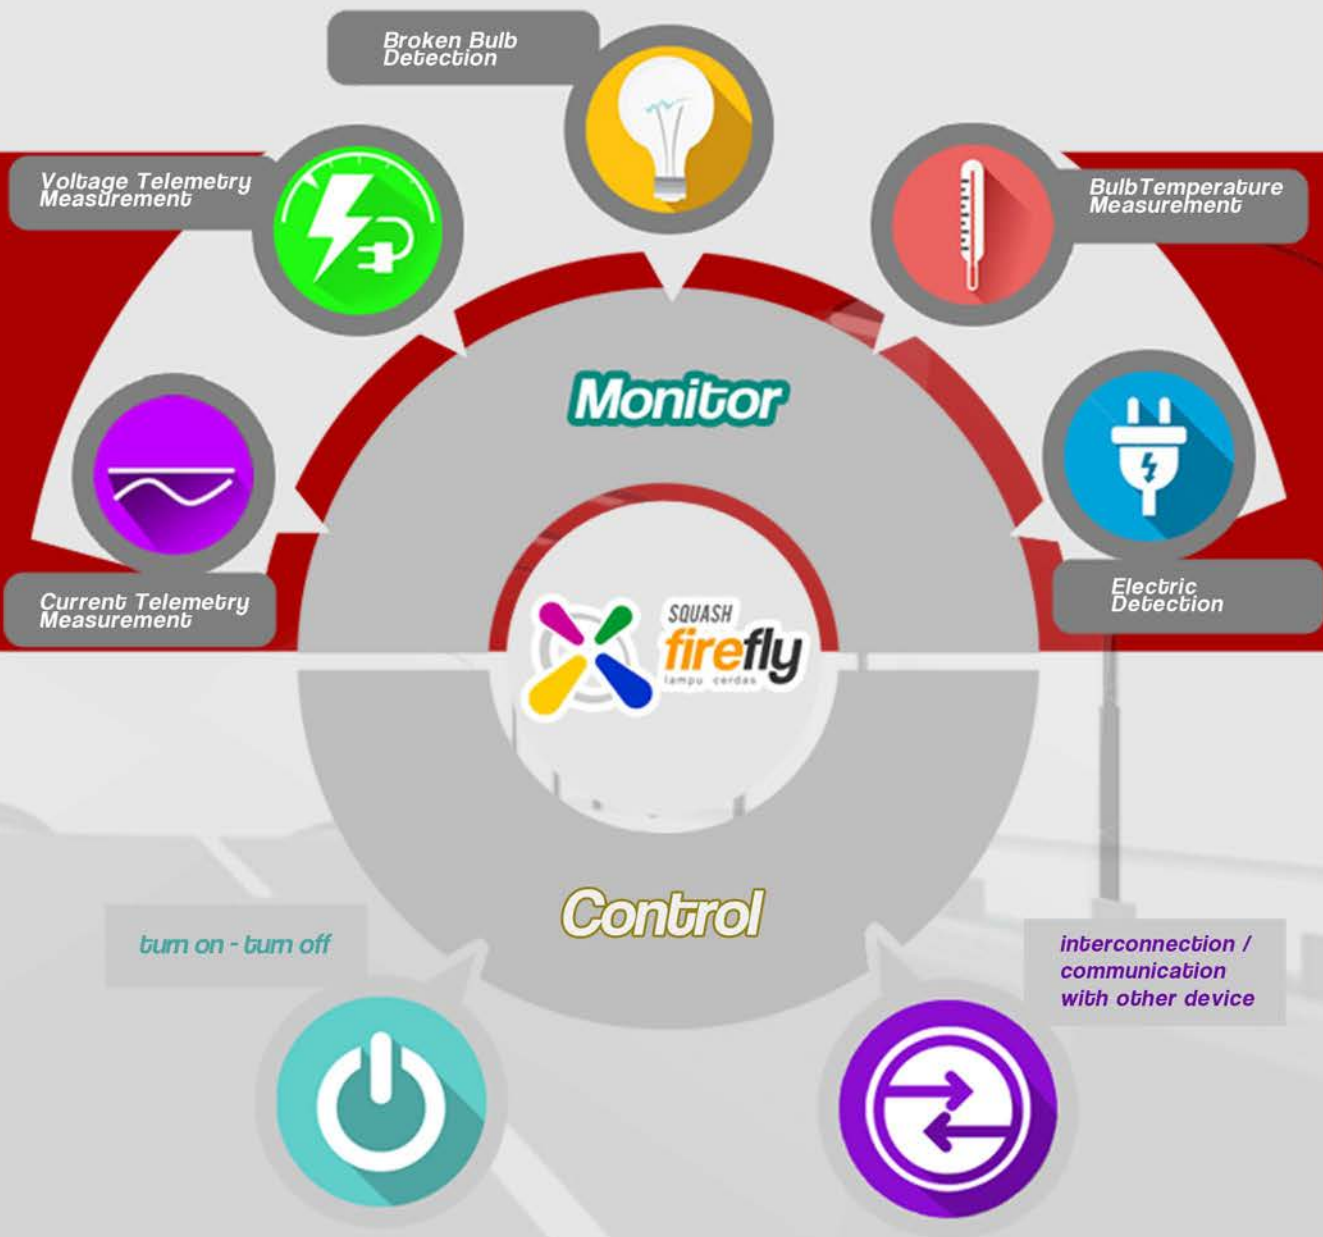 Broken Bulb
Detection
Voltage Telemetry
Measurement
Bulb Temperature
Measurement
Monitor
Current Telemetry
Measurement
Electric
Detection
SQUASH
firefly
lampu cerdas
Control
turn on - turn off
interconnection /
communication
with other device